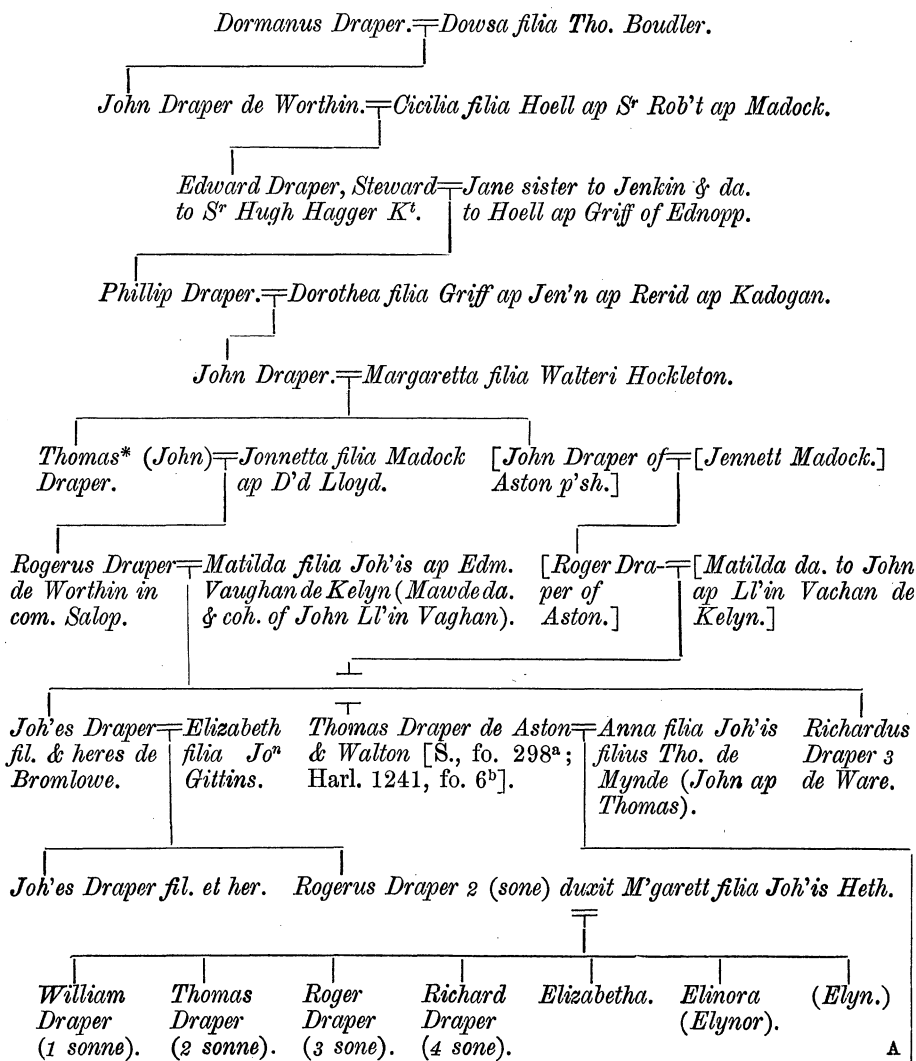 Dormanus Draper.=Dowsa filia Tho. Boudler.
John Draper de Worthin.=Cicilia filia Hoell ap Sʳ Rob't ap Madock.
Edward Draper, Steward=Jane sister to Jenkin & da.
to Sʳ Hugh Hagger Kᵗ. to Hoell ap Griff of Ednopp.
Phillip Draper.=Dorothea filia Griff ap Jen'n ap Rerid ap Kadogan.
John Draper.=Margaretta filia Walteri Hockleton.
Thomas* (John)=Jonnetta filia Madock [John Draper of=[Jennett Madock.]
Draper. ap D'd Lloyd. Aston p'sh.]
Rogerus Draper=Matilda filia Joh'is ap Edm. [Roger Dra-=[Matilda da. to John
de Worthin in Vaughan de Kelyn (Mawde da. per of ap Ll'in Vachan de
com. Salop. & coh. of John Ll'in Vaghan). Aston.] Kelyn.]
Joh'es Draper=Elizabeth Thomas Draper de Aston=Anna filia Joh'is Richardus
fil. & heres de filia Joⁿ & Walton [S., fo. 298ᵃ; filius Tho. de Draper 3
Bromlowe. Gittins. Harl. 1241, fo. 6ᵇ]. Mynde (John ap de Ware.
Thomas).
Joh'es Draper fil. et her. Rogerus Draper 2 (sone) duxit M'garett filia Joh'is Heth.
William Thomas Roger Richard Elizabetha. Elinora (Elyn.)
Draper Draper Draper Draper (Elynor).
(1 sonne). (2 sonne). (3 sone). (4 sone). A